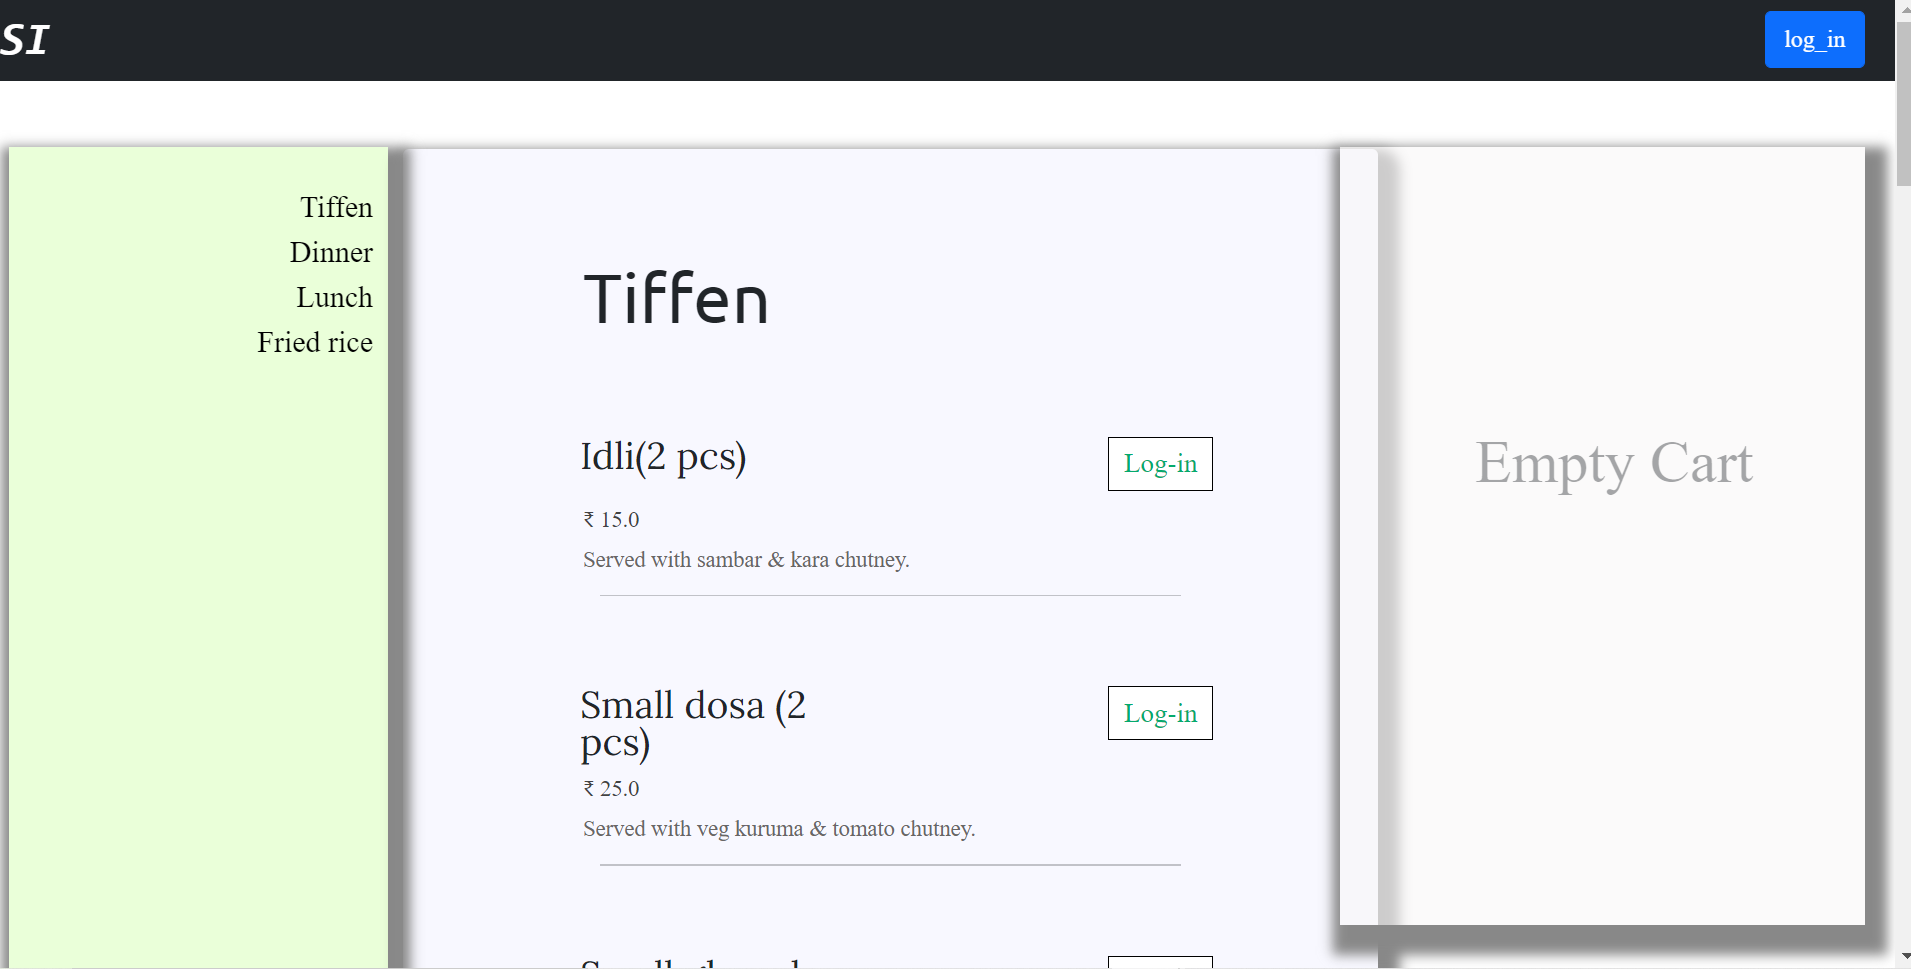 SI
log_in
Tiffen
Dinner
Lunch
Fried rice
Tiffen
Idli(2 pcs)
Log-in
₹ 15.0
Served with sambar & kara chutney.
Small dosa (2
pcs)
Log-in
₹ 25.0
Served with veg kuruma & tomato chutney.
Empty Cart